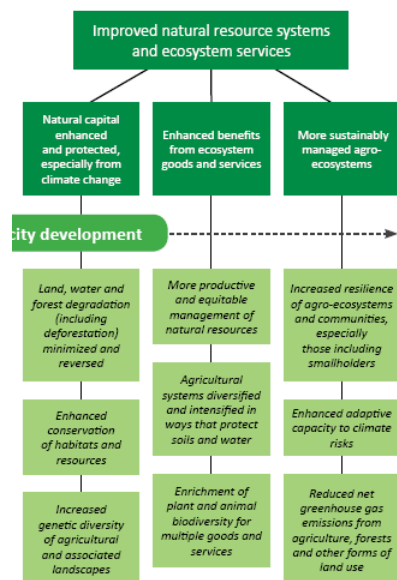 Improved natural resource systems
and ecosystem services
Natural capital
enhanced
and protected,
especially from
climate change
Enhanced benefits
from ecosystem
goods and services
More sustainably
managed agro-
ecosystems
city development
Land, water and
forest degradation
(including
deforestation)
minimized and
reversed
Enhanced
conservation
of habitats and
resources
Increased
genetic diversity
of agricultural
and associated
landscapes
More productive
and equitable
management of
natural resources
Agricultural
systems diversified
and intensified in
ways that protect
soils and water
Enrichment of
plant and animal
biodiversity for
multiple goods and
services
Increased resilience
of agro-ecosystems
and communities,
especially
those including
smallholders
Enhanced adaptive
capacity to climate
risks
Reduced net
greenhouse gas
emissions from
agriculture, forests
and other forms of
land use